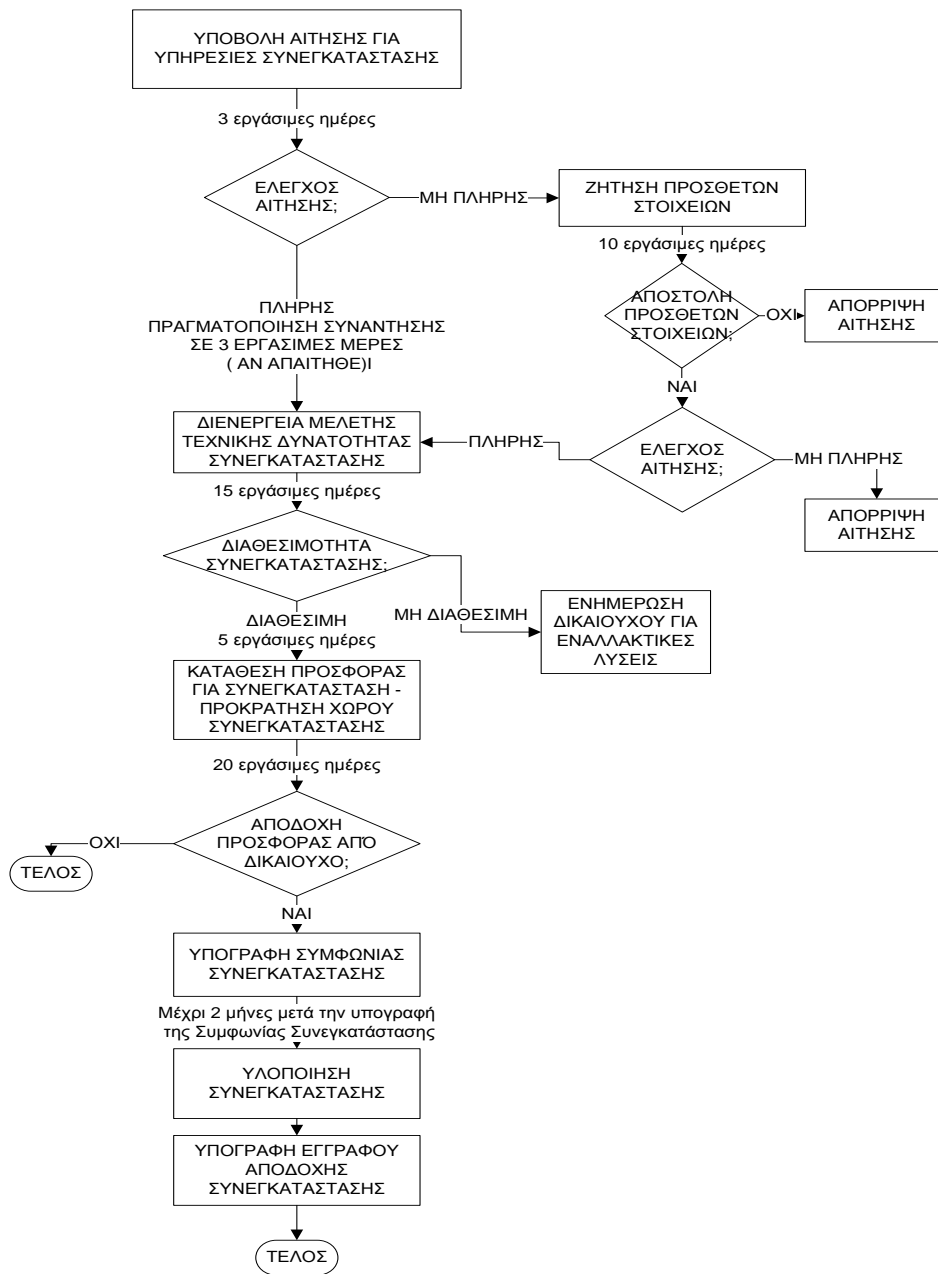 ΥΠΟΒΟΛΗ ΑΙΤΗΣΗΣ ΓΙΑ
ΥΠΗΡΕΣΙΕΣ ΣΥΝΕΓΚΑΤΑΣΤΑΣΗΣ
3 εργάσιμες ημέρες
ΕΛΕΓΧΟΣ
ΑΙΤΗΣΗΣ;
ΜΗ ΠΛΗΡΗΣ
ΖΗΤΗΣΗ ΠΡΟΣΘΕΤΩΝ
ΣΤΟΙΧΕΙΩΝ
10 εργάσιμες ημέρες
ΑΠΟΣΤΟΛΗ
ΠΡΟΣΘΕΤΩΝ
ΣΤΟΙΧΕΙΩΝ;
ΟΧΙ
ΑΠΟΡΡΙΨΗ
ΑΙΤΗΣΗΣ
ΝΑΙ
ΠΛΗΡΗΣ
ΠΡΑΓΜΑΤΟΠΟΙΗΣΗ ΣΥΝΑΝΤΗΣΗΣ
ΣΕ 3 ΕΡΓΑΣΙΜΕΣ ΜΕΡΕΣ
( ΑΝ ΑΠΑΙΤΗΘΕ)Ι
ΔΙΕΝΕΡΓΕΙΑ ΜΕΛΕΤΗΣ
ΤΕΧΝΙΚΗΣ ΔΥΝΑΤΟΤΗΤΑΣ
ΣΥΝΕΓΚΑΤΑΣΤΑΣΗΣ
ΠΛΗΡΗΣ
ΕΛΕΓΧΟΣ
ΑΙΤΗΣΗΣ;
ΜΗ ΠΛΗΡΗΣ
ΑΠΟΡΡΙΨΗ
ΑΙΤΗΣΗΣ
15 εργάσιμες ημέρες
ΔΙΑΘΕΣΙΜΟΤΗΤΑ
ΣΥΝΕΓΚΑΤΑΣΤΑΣΗΣ;
ΜΗ ΔΙΑΘΕΣΙΜΗ
ΕΝΗΜΕΡΩΣΗ
ΔΙΚΑΙΟΥΧΟΥ ΓΙΑ
ΕΝΑΛΛΑΚΤΙΚΕΣ
ΛΥΣΕΙΣ
ΔΙΑΘΕΣΙΜΗ
5 εργάσιμες ημέρες
ΚΑΤΑΘΕΣΗ ΠΡΟΣΦΟΡΑΣ
ΓΙΑ ΣΥΝΕΓΚΑΤΑΣΤΑΣΗ -
ΠΡΟΚΡΑΤΗΣΗ ΧΩΡΟΥ
ΣΥΝΕΓΚΑΤΑΣΤΑΣΗΣ
20 εργάσιμες ημέρες
ΑΠΟΔΟΧΗ
ΠΡΟΣΦΟΡΑΣ ΑΠΌ
ΔΙΚΑΙΟΥΧΟ;
ΟΧΙ
ΤΕΛΟΣ
ΝΑΙ
ΥΠΟΓΡΑΦΗ ΣΥΜΦΩΝΙΑΣ
ΣΥΝΕΓΚΑΤΑΣΤΑΣΗΣ
Μέχρι 2 μήνες μετά την υπογραφή
της Συμφωνίας Συνεγκατάστασης
ΥΛΟΠΟΙΗΣΗ
ΣΥΝΕΓΚΑΤΑΣΤΑΣΗΣ
ΥΠΟΓΡΑΦΗ ΕΓΓΡΑΦΟΥ
ΑΠΟΔΟΧΗΣ
ΣΥΝΕΓΚΑΤΑΣΤΑΣΗΣ
ΤΕΛΟΣ